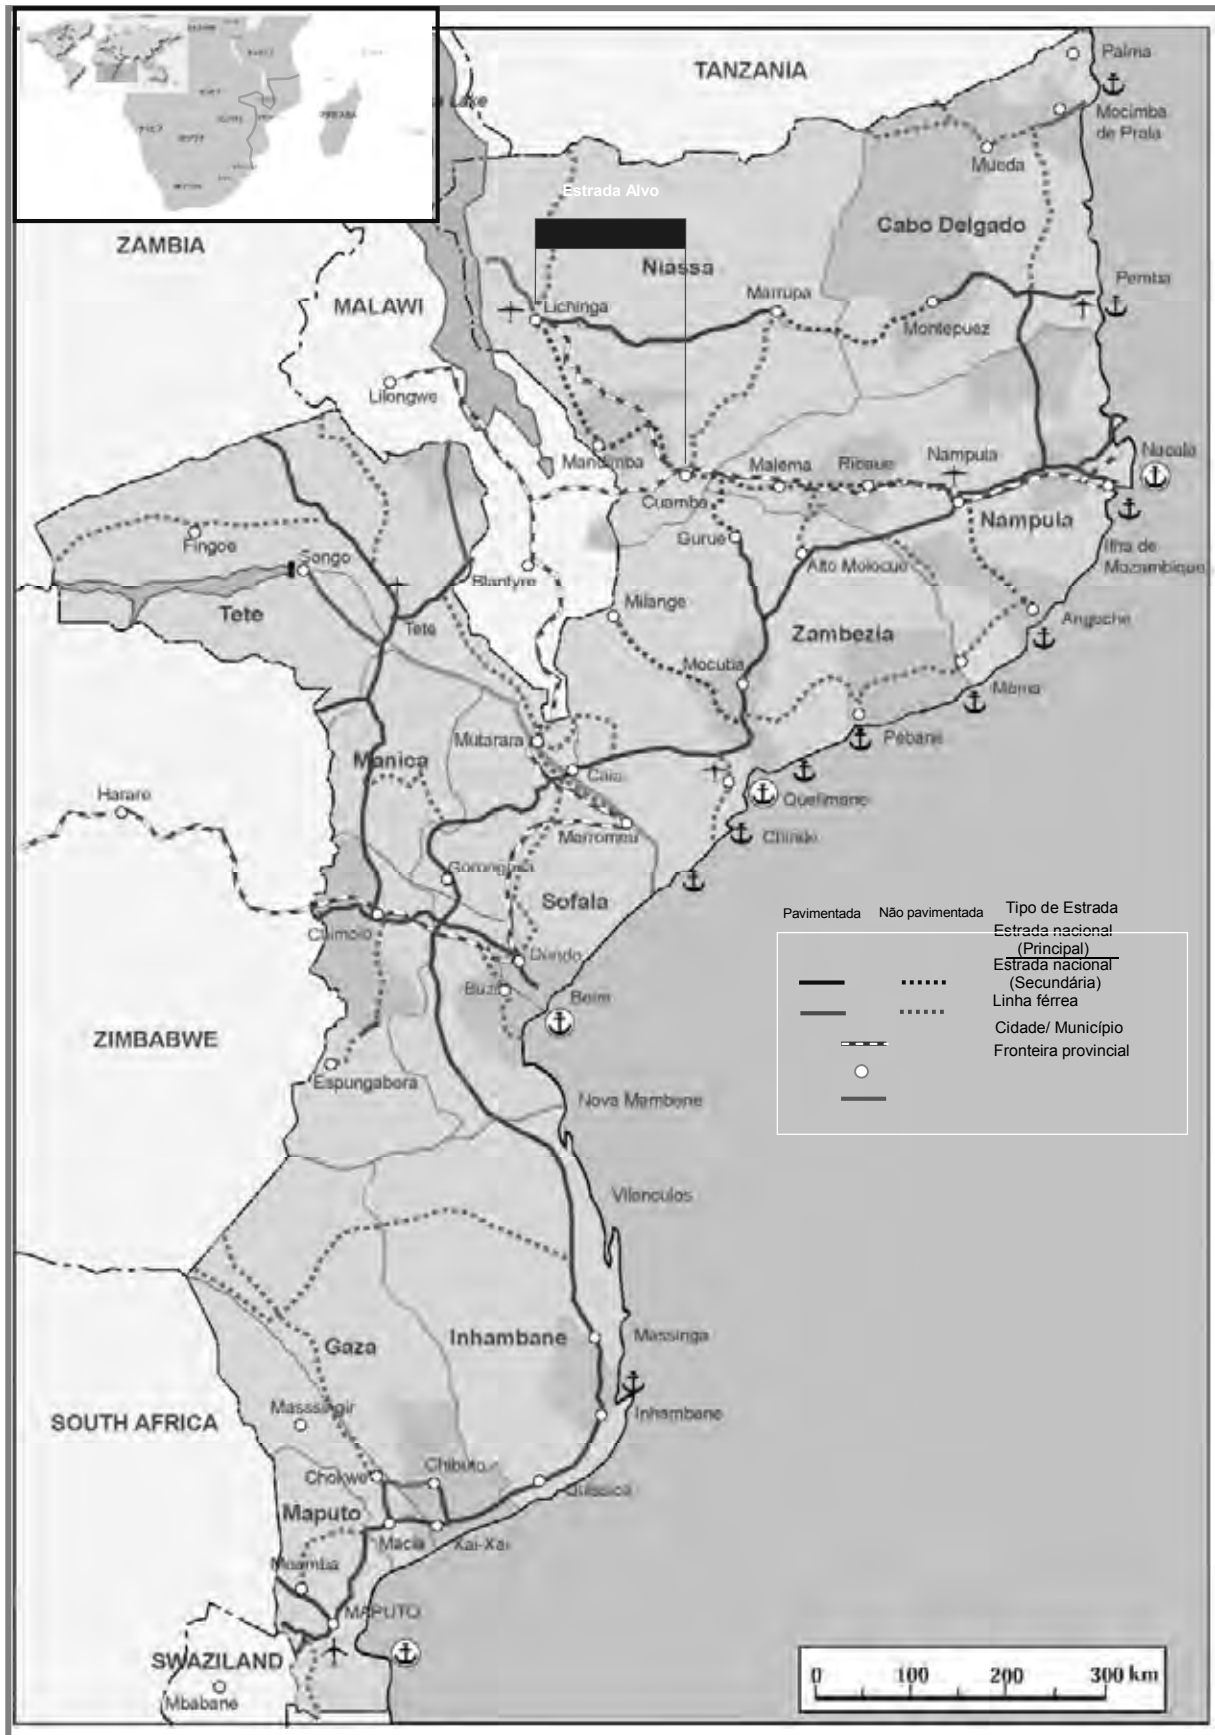 TANZANIA
Palma
Lake
Mocimba
de Praia
Mueda
Estrada Alvo
Cabo Delgado
ZAMBIA
Niassa
Pemba
MALAWI
Lichinga
Marrupa
Montepuez
Lilongwe
Mandimba
Malema
Ribaue
Nampula
Nacala
Cuamba
Nampula
Gurue
Fingoe
Songo
Blantyre
Alto Molocue
Ilha de
Mozambique
Tete
Tete
Milange
Zambezia
Angoche
Mocuba
Moma
Mutarara
Pebane
Manica
Caia
Harare
Quelimane
Marromeu
Chinde
Gorongosa
Sofala
Pavimentada Não pavimentada Tipo de Estrada
Estrada nacional
(Principal)
Estrada nacional
(Secundária)
Linha férrea
Cidade/ Município
Fronteira provincial
Chimoio
Dondo
Buzi
Beira
ZIMBABWE
Espungabera
Nova Mambone
Vilanculos
Gaza
Inhambane
Massinga
Masssingir
SOUTH AFRICA
Inhambane
Chokwe
Chibuto
Quissica
Maputo
Macia
Xai-Xai
Moamba
MAPUTO
SWAZILAND
Mbabane
0 100 200 300 km